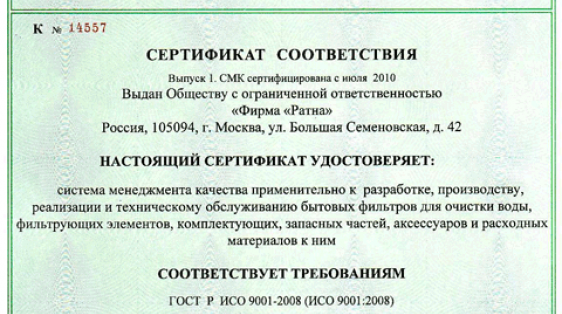 К № 14557
СЕРТИФИКАТ СООТВЕТСТВИЯ
Выпуск 1. СМК сертифицирована с июля 2010
Выдан Обществу с ограниченной ответственностью
«Фирма «Ратна»
Россия, 105094, г. Москва, ул. Большая Семеновская, д. 42
НАСТОЯЩИЙ СЕРТИФИКАТ УДОСТОВЕРЯЕТ:
система менеджмента качества применительно к разработке, производству,
реализации и техническому обслуживанию бытовых фильтров для очистки воды,
фильтрующих элементов, комплектующих, запасных частей, аксессуаров и расходных
материалов к ним
СООТВЕТСТВУЕТ ТРЕБОВАНИЯМ
ГОСТ Р ИСО 9001-2008 (ИСО 9001:2008)